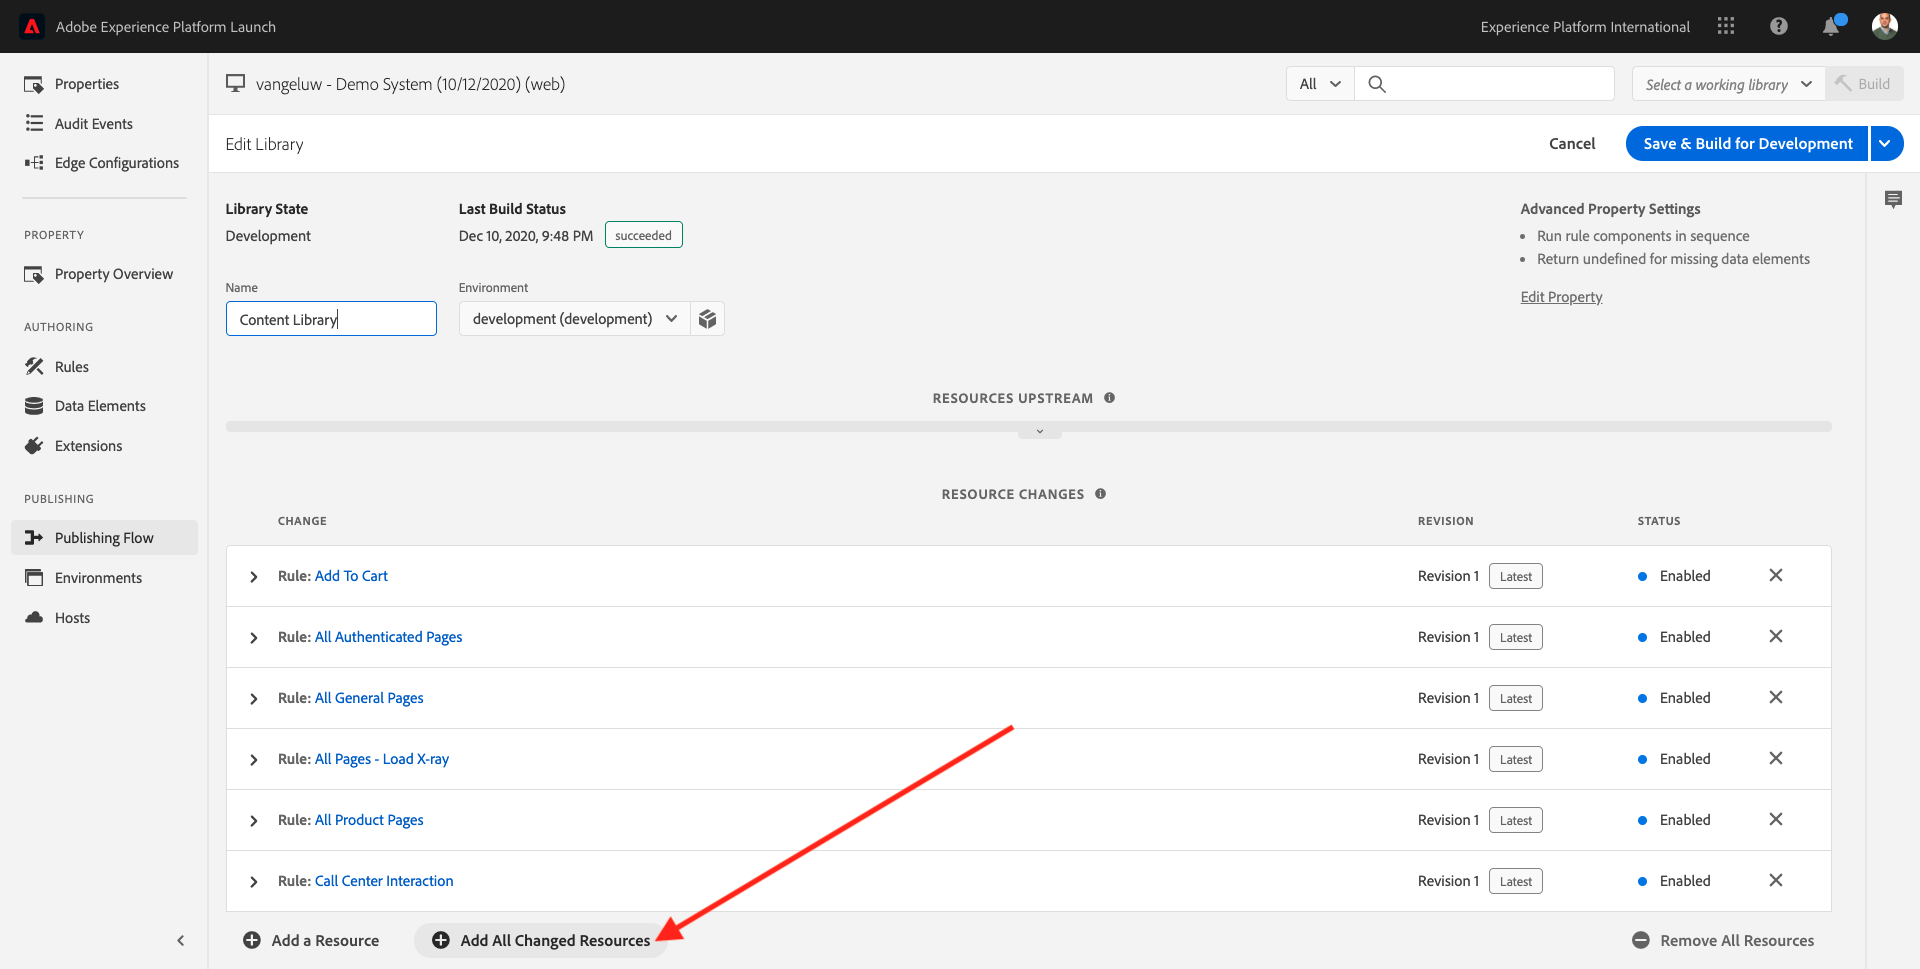 Adobe Experience Platform Launch
Experience Platform International
Properties
Audit Events
Edge Configurations
PROPERTY
Property Overview
AUTHORING
Rules
Data Elements
Extensions
PUBLISHING
Publishing Flow
Environments
Hosts
vangeluw - Demo System (10/12/2020) (web)
All
Select a working library
Build
Edit Library
Cancel
Save & Build for Development
Library State
Development
Last Build Status
Dec 10, 2020, 9:48 PM succeeded
Advanced Property Settings
• Run rule components in sequence
• Return undefined for missing data elements
Edit Property
Name
Content Library
Environment
development (development)
RESOURCES UPSTREAM
RESOURCE CHANGES
CHANGE REVISION STATUS
Rule: Add To Cart Revision 1 Latest Enabled
Rule: All Authenticated Pages Revision 1 Latest Enabled
Rule: All General Pages Revision 1 Latest Enabled
Rule: All Pages - Load X-ray Revision 1 Latest Enabled
Rule: All Product Pages Revision 1 Latest Enabled
Rule: Call Center Interaction Revision 1 Latest Enabled
Add a Resource
Add All Changed Resources
Remove All Resources